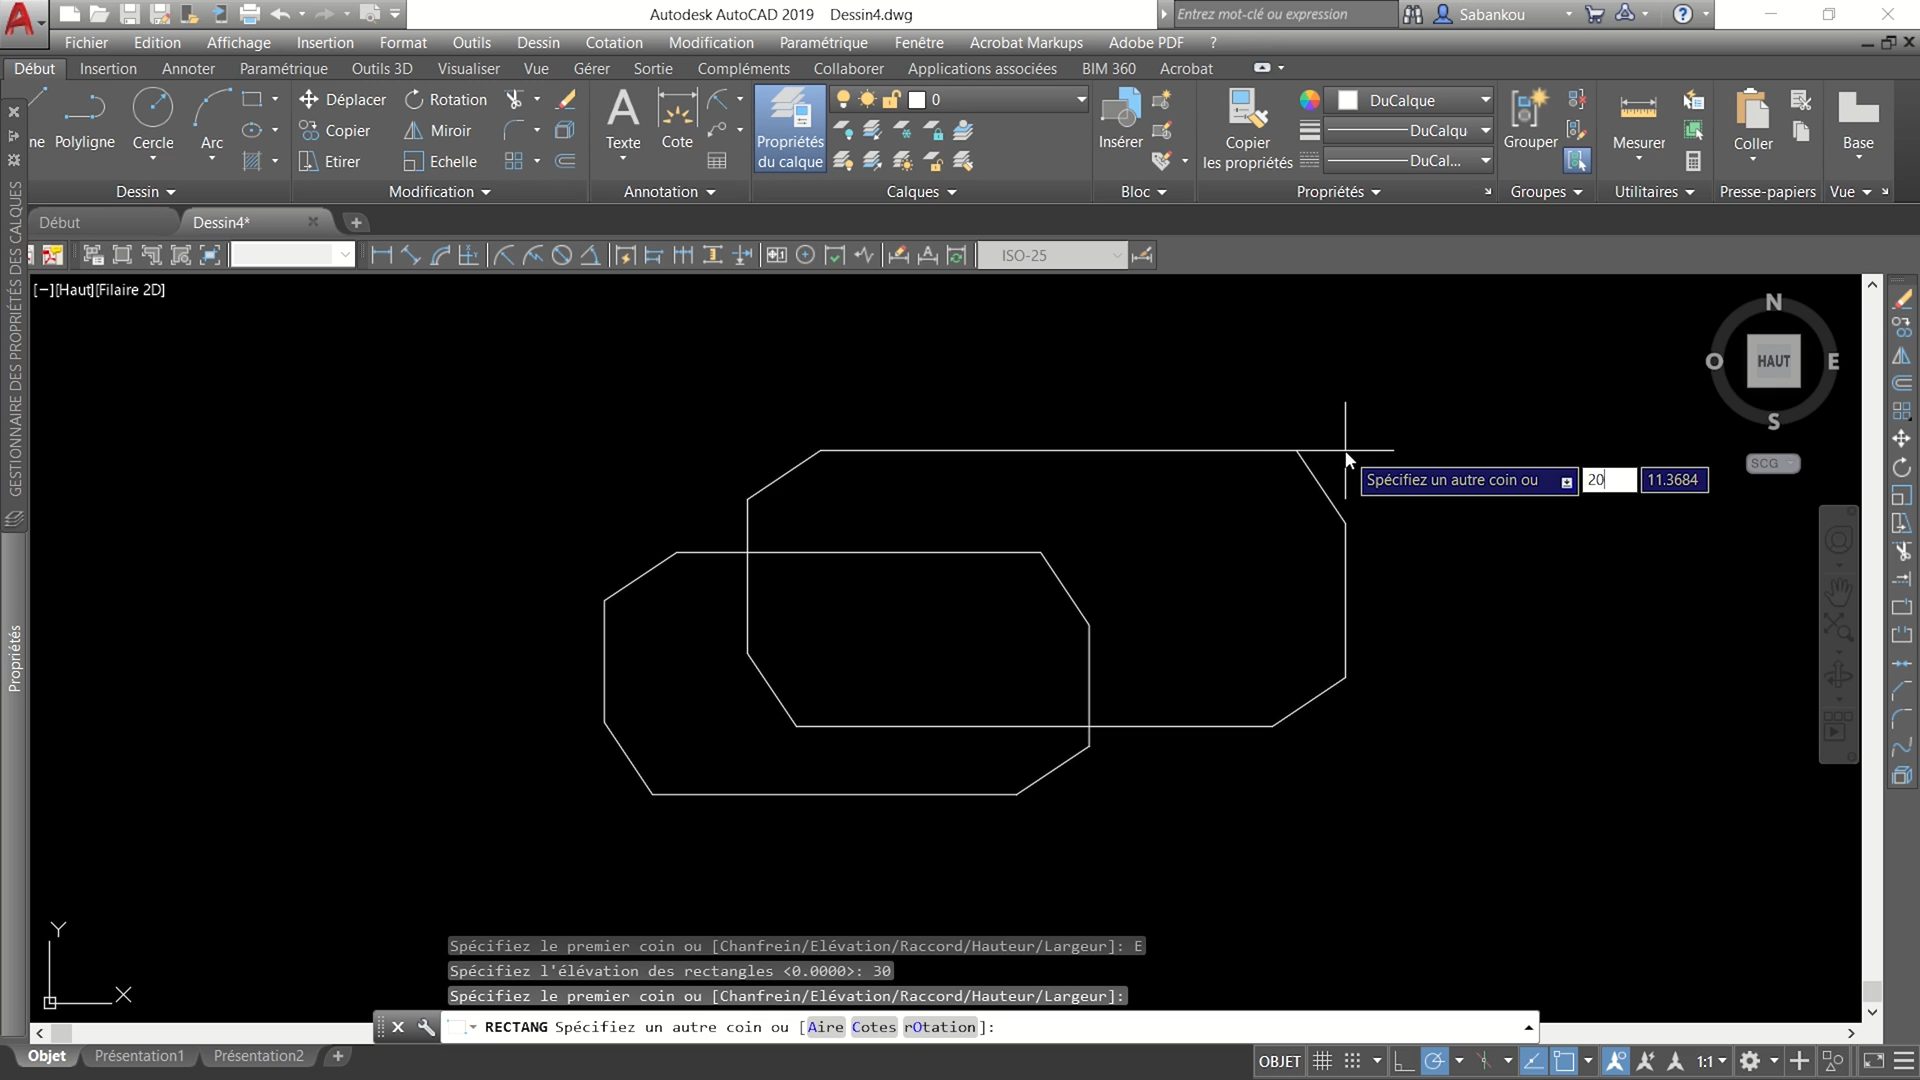 Autodesk AutoCAD 2019 Dessin4.dwg
Entrez mot-clé ou expression
Sabankou
Fichier Edition Affichage Insertion Format Outils Dessin Cotation Modification Paramétrique Fenêtre Acrobat Markups Adobe PDF ?
Début Insertion Annoter Paramétrique Outils 3D Visualiser Vue Gérer Sortie Compléments Collaborer Applications associées BIM 360 Acrobat
Déplacer Rotation 0 DuCalque
ne Polyligne Cercle Arc Copier Miroir Texte Cote Propriétés du calque Insérer Copier les propriétés DuCalqu Grouper Mesurer Coller Base
Etirer Echelle DuCal...
Dessin Modification Annotation Calques Bloc Propriétés Groupes Utilitaires Presse-papiers Vue
Début Dessin4*
ISO-25
GESTIONNAIRE DES PROPRIÉTÉS DES CALQUES
Propriétés
[−][Haut][Filaire 2D]
N
O HAUT E
S
SCG
Spécifiez un autre coin ou 20 11.3684
Y
X
Spécifiez le premier coin ou [Chanfrein/Elévation/Raccord/Hauteur/Largeur]: E
Spécifiez l'élévation des rectangles <0.0000>: 30
Spécifiez le premier coin ou [Chanfrein/Elévation/Raccord/Hauteur/Largeur]:
RECTANG Spécifiez un autre coin ou [Aire Cotes rOtation]:
Objet Présentation1 Présentation2
OBJET 1:1